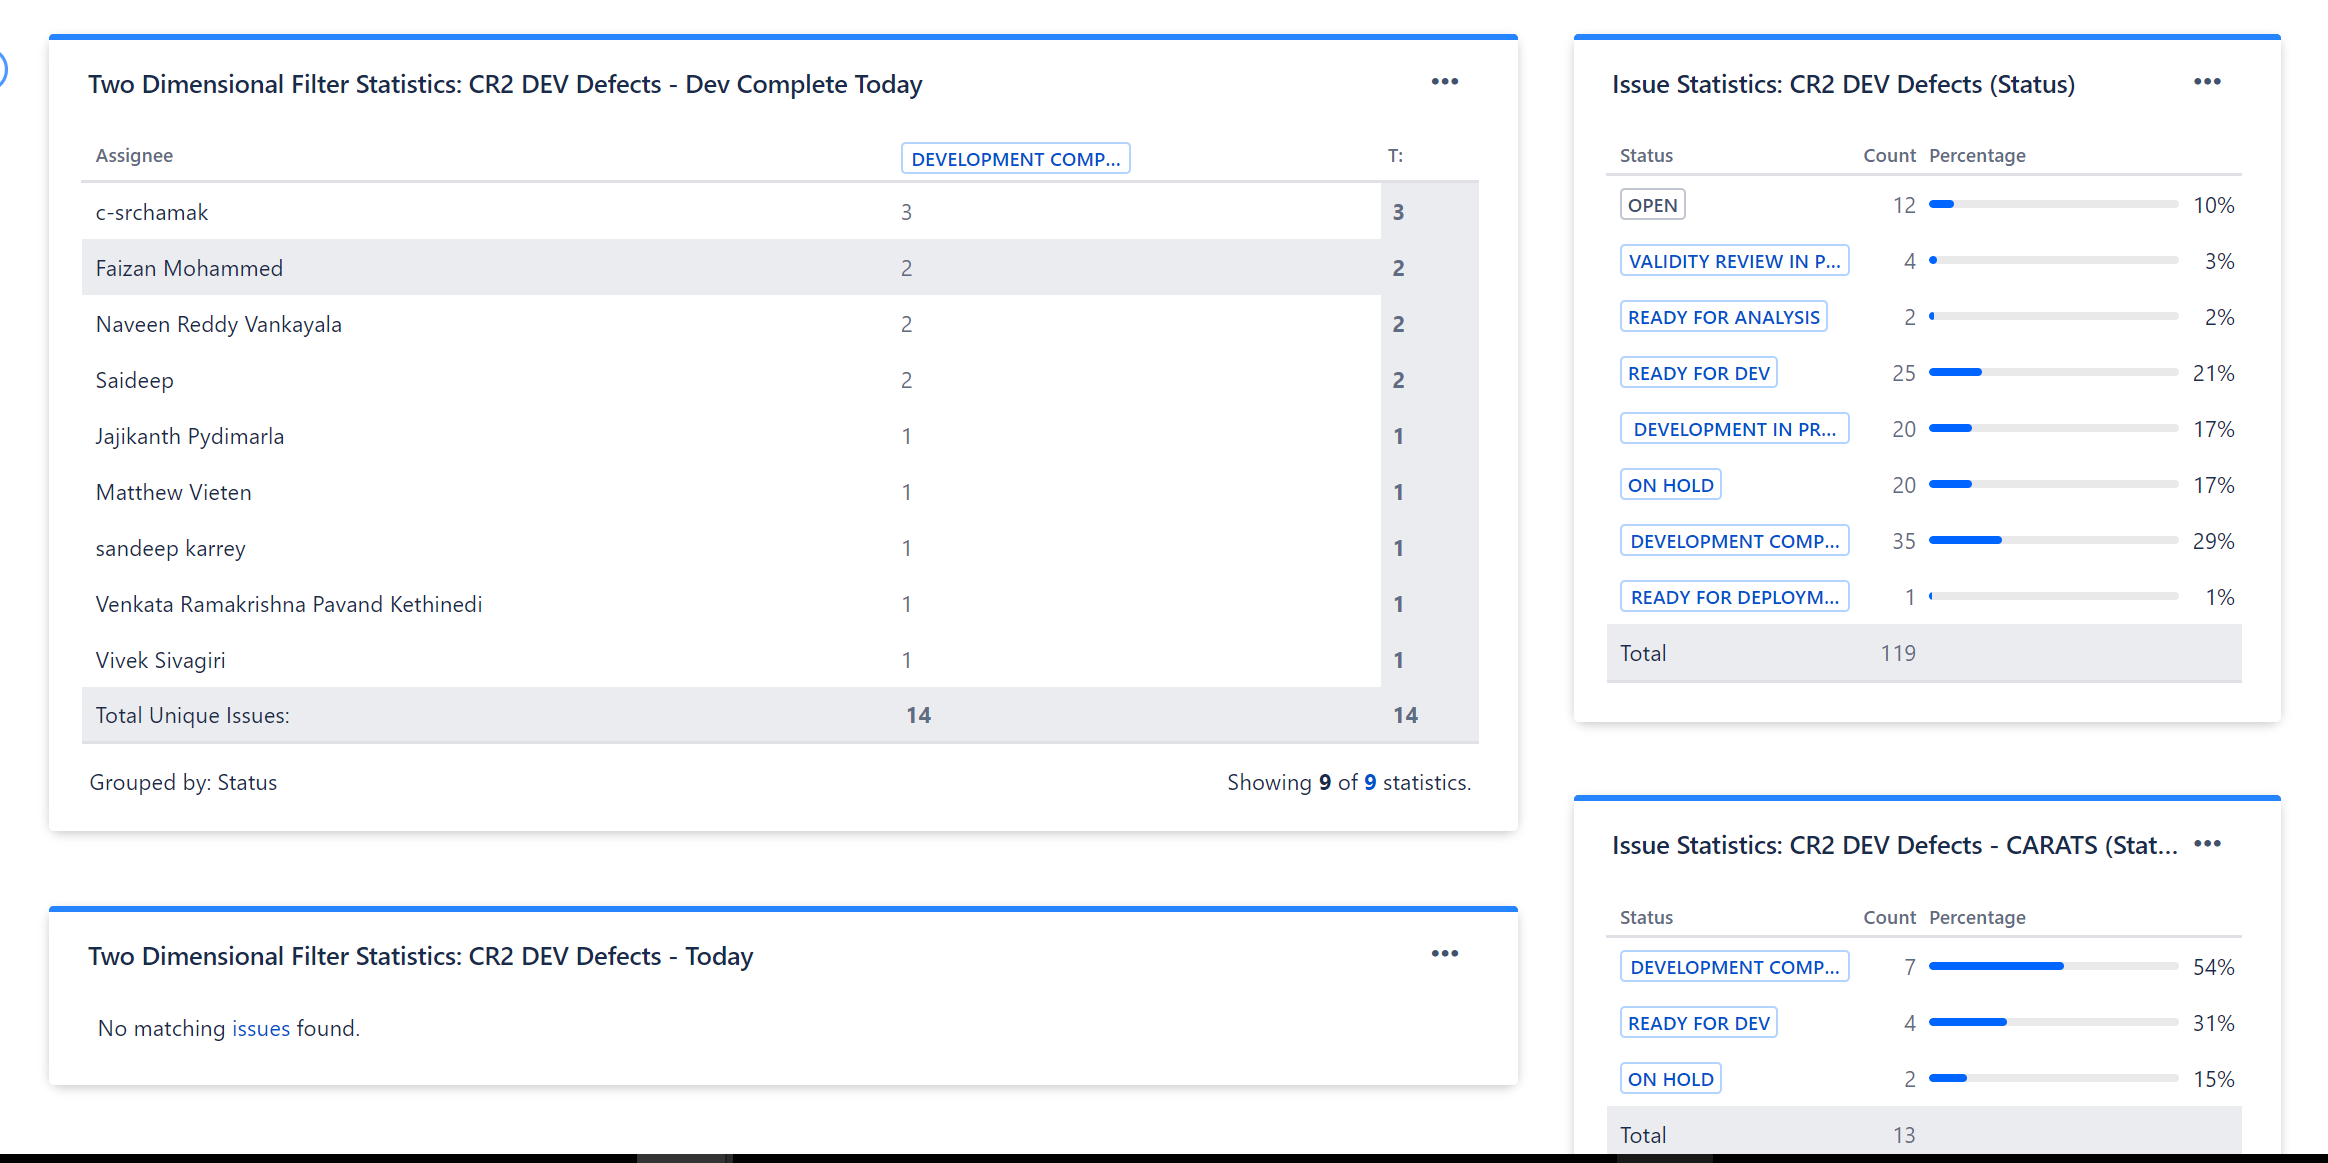 Two Dimensional Filter Statistics: CR2 DEV Defects - Dev Complete Today
Assignee DEVELOPMENT COMP... T:
c-srchamak 3 3
Faizan Mohammed 2 2
Naveen Reddy Vankayala 2 2
Saideep 2 2
Jajikanth Pydimarla 1 1
Matthew Vieten 1 1
sandeep karrey 1 1
Venkata Ramakrishna Pavand Kethinedi 1 1
Vivek Sivagiri 1 1
Total Unique Issues: 14 14
Grouped by: Status Showing 9 of 9 statistics.
Two Dimensional Filter Statistics: CR2 DEV Defects - Today
No matching issues found.
Issue Statistics: CR2 DEV Defects (Status)
Status Count Percentage
OPEN 12 10%
VALIDITY REVIEW IN P... 4 3%
READY FOR ANALYSIS 2 2%
READY FOR DEV 25 21%
DEVELOPMENT IN PR... 20 17%
ON HOLD 20 17%
DEVELOPMENT COMP... 35 29%
READY FOR DEPLOYM... 1 1%
Total 119
Issue Statistics: CR2 DEV Defects - CARATS (Stat...
Status Count Percentage
DEVELOPMENT COMP... 7 54%
READY FOR DEV 4 31%
ON HOLD 2 15%
Total 13